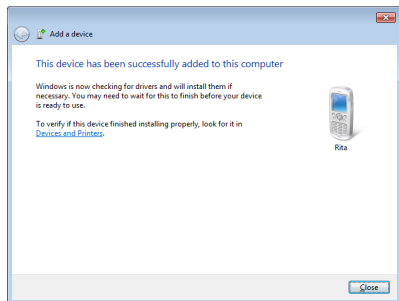 Add a device
This device has been successfully added to this computer
Windows is now checking for drivers and will install them if
necessary. You may need to wait for this to finish before your device
is ready to use.
To verify if this device finished installing properly, look for it in
Devices and Printers.
Rita
Close